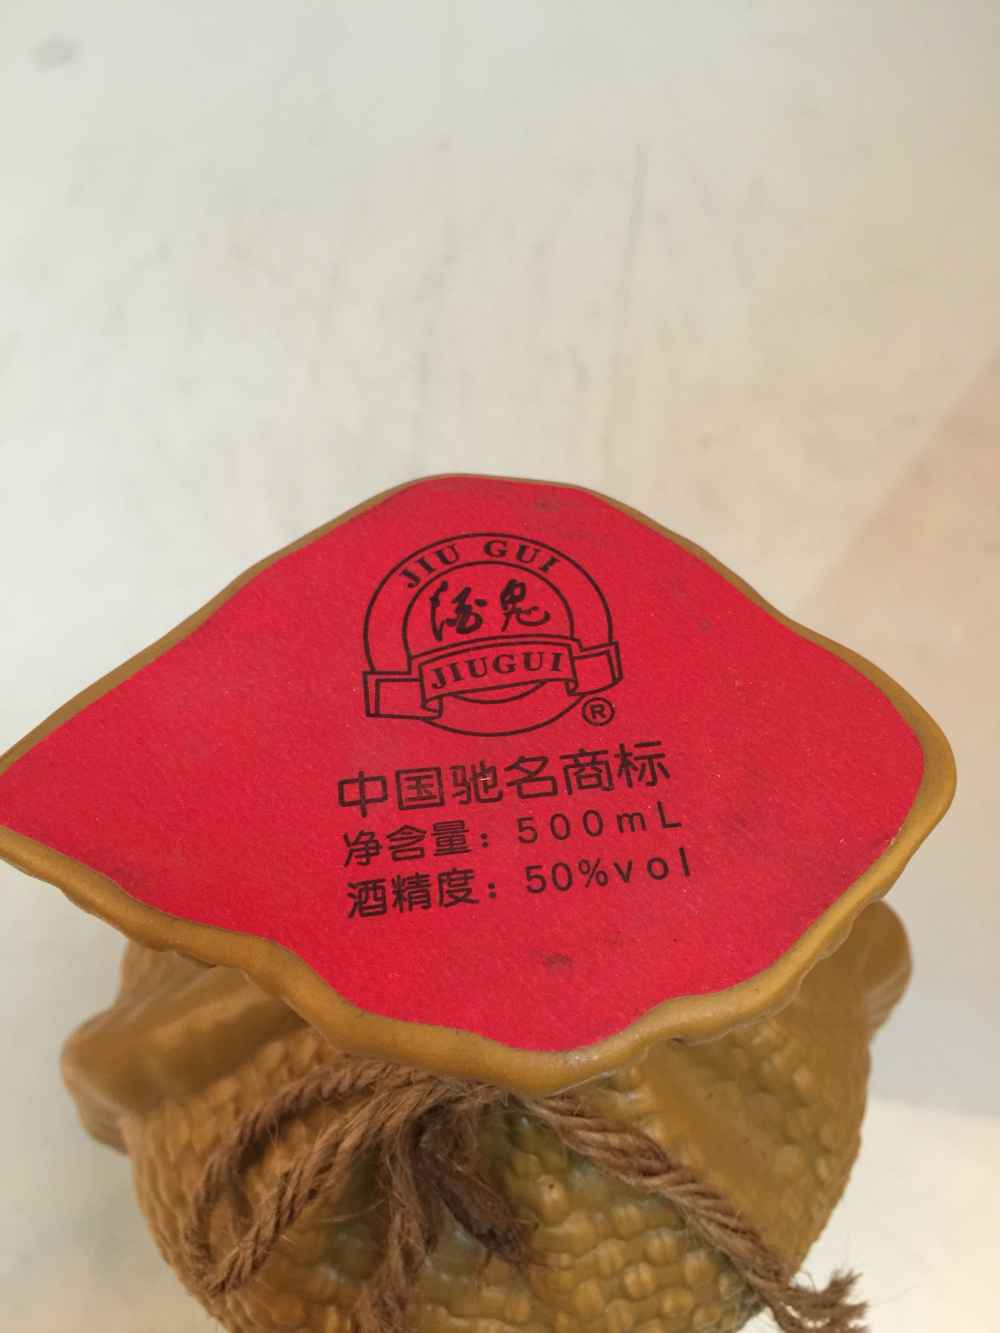 JIU GUI
酒鬼
JIUGUI
®
中国驰名商标
净含量：500mL
酒精度：50%vol